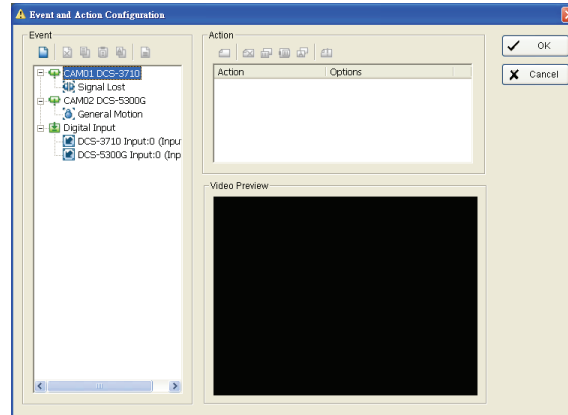 Event and Action Configuration
Event
CAM01 DCS-3710
Signal Lost
CAM02 DCS-5300G
General Motion
Digital Input
DCS-3710 Input:0 (Inpu
DCS-5300G Input:0 (Inp
Action
Action Options
Video Preview
OK
Cancel